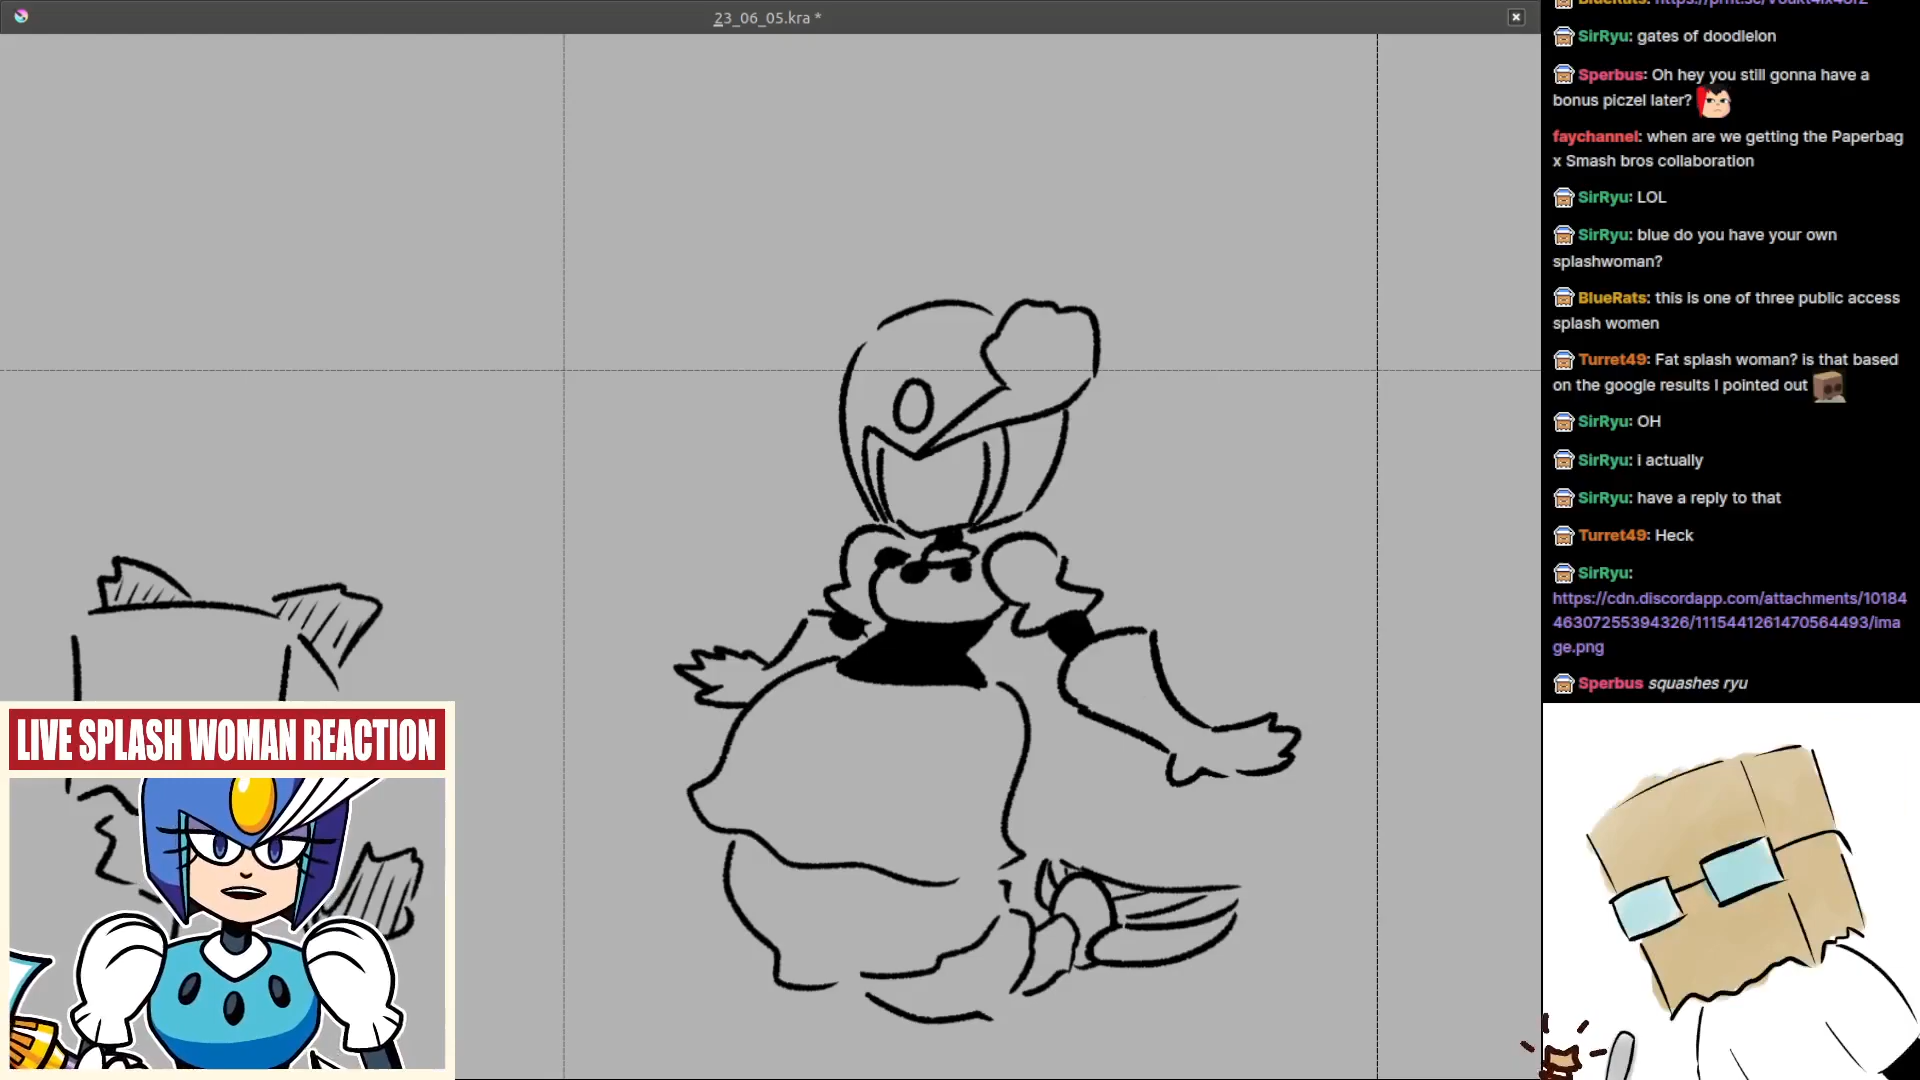 23_06_05.kra *
SirRyu: gates of doodlelon
Sperbus: Oh hey you still gonna have a
bonus piczel later?
faychannel: when are we getting the Paperbag
x Smash bros collaboration
SirRyu: LOL
SirRyu: blue do you have your own
splashwoman?
BlueRats: this is one of three public access
splash women
Turret49: Fat splash woman? is that based
on the google results I pointed out
SirRyu: OH
SirRyu: i actually
SirRyu: have a reply to that
Turret49: Heck
SirRyu:
https://cdn.discordapp.com/attachments/10184
46307255394326/1115441261470564493/ima
ge.png
Sperbus squashes ryu
LIVE SPLASH WOMAN REACTION